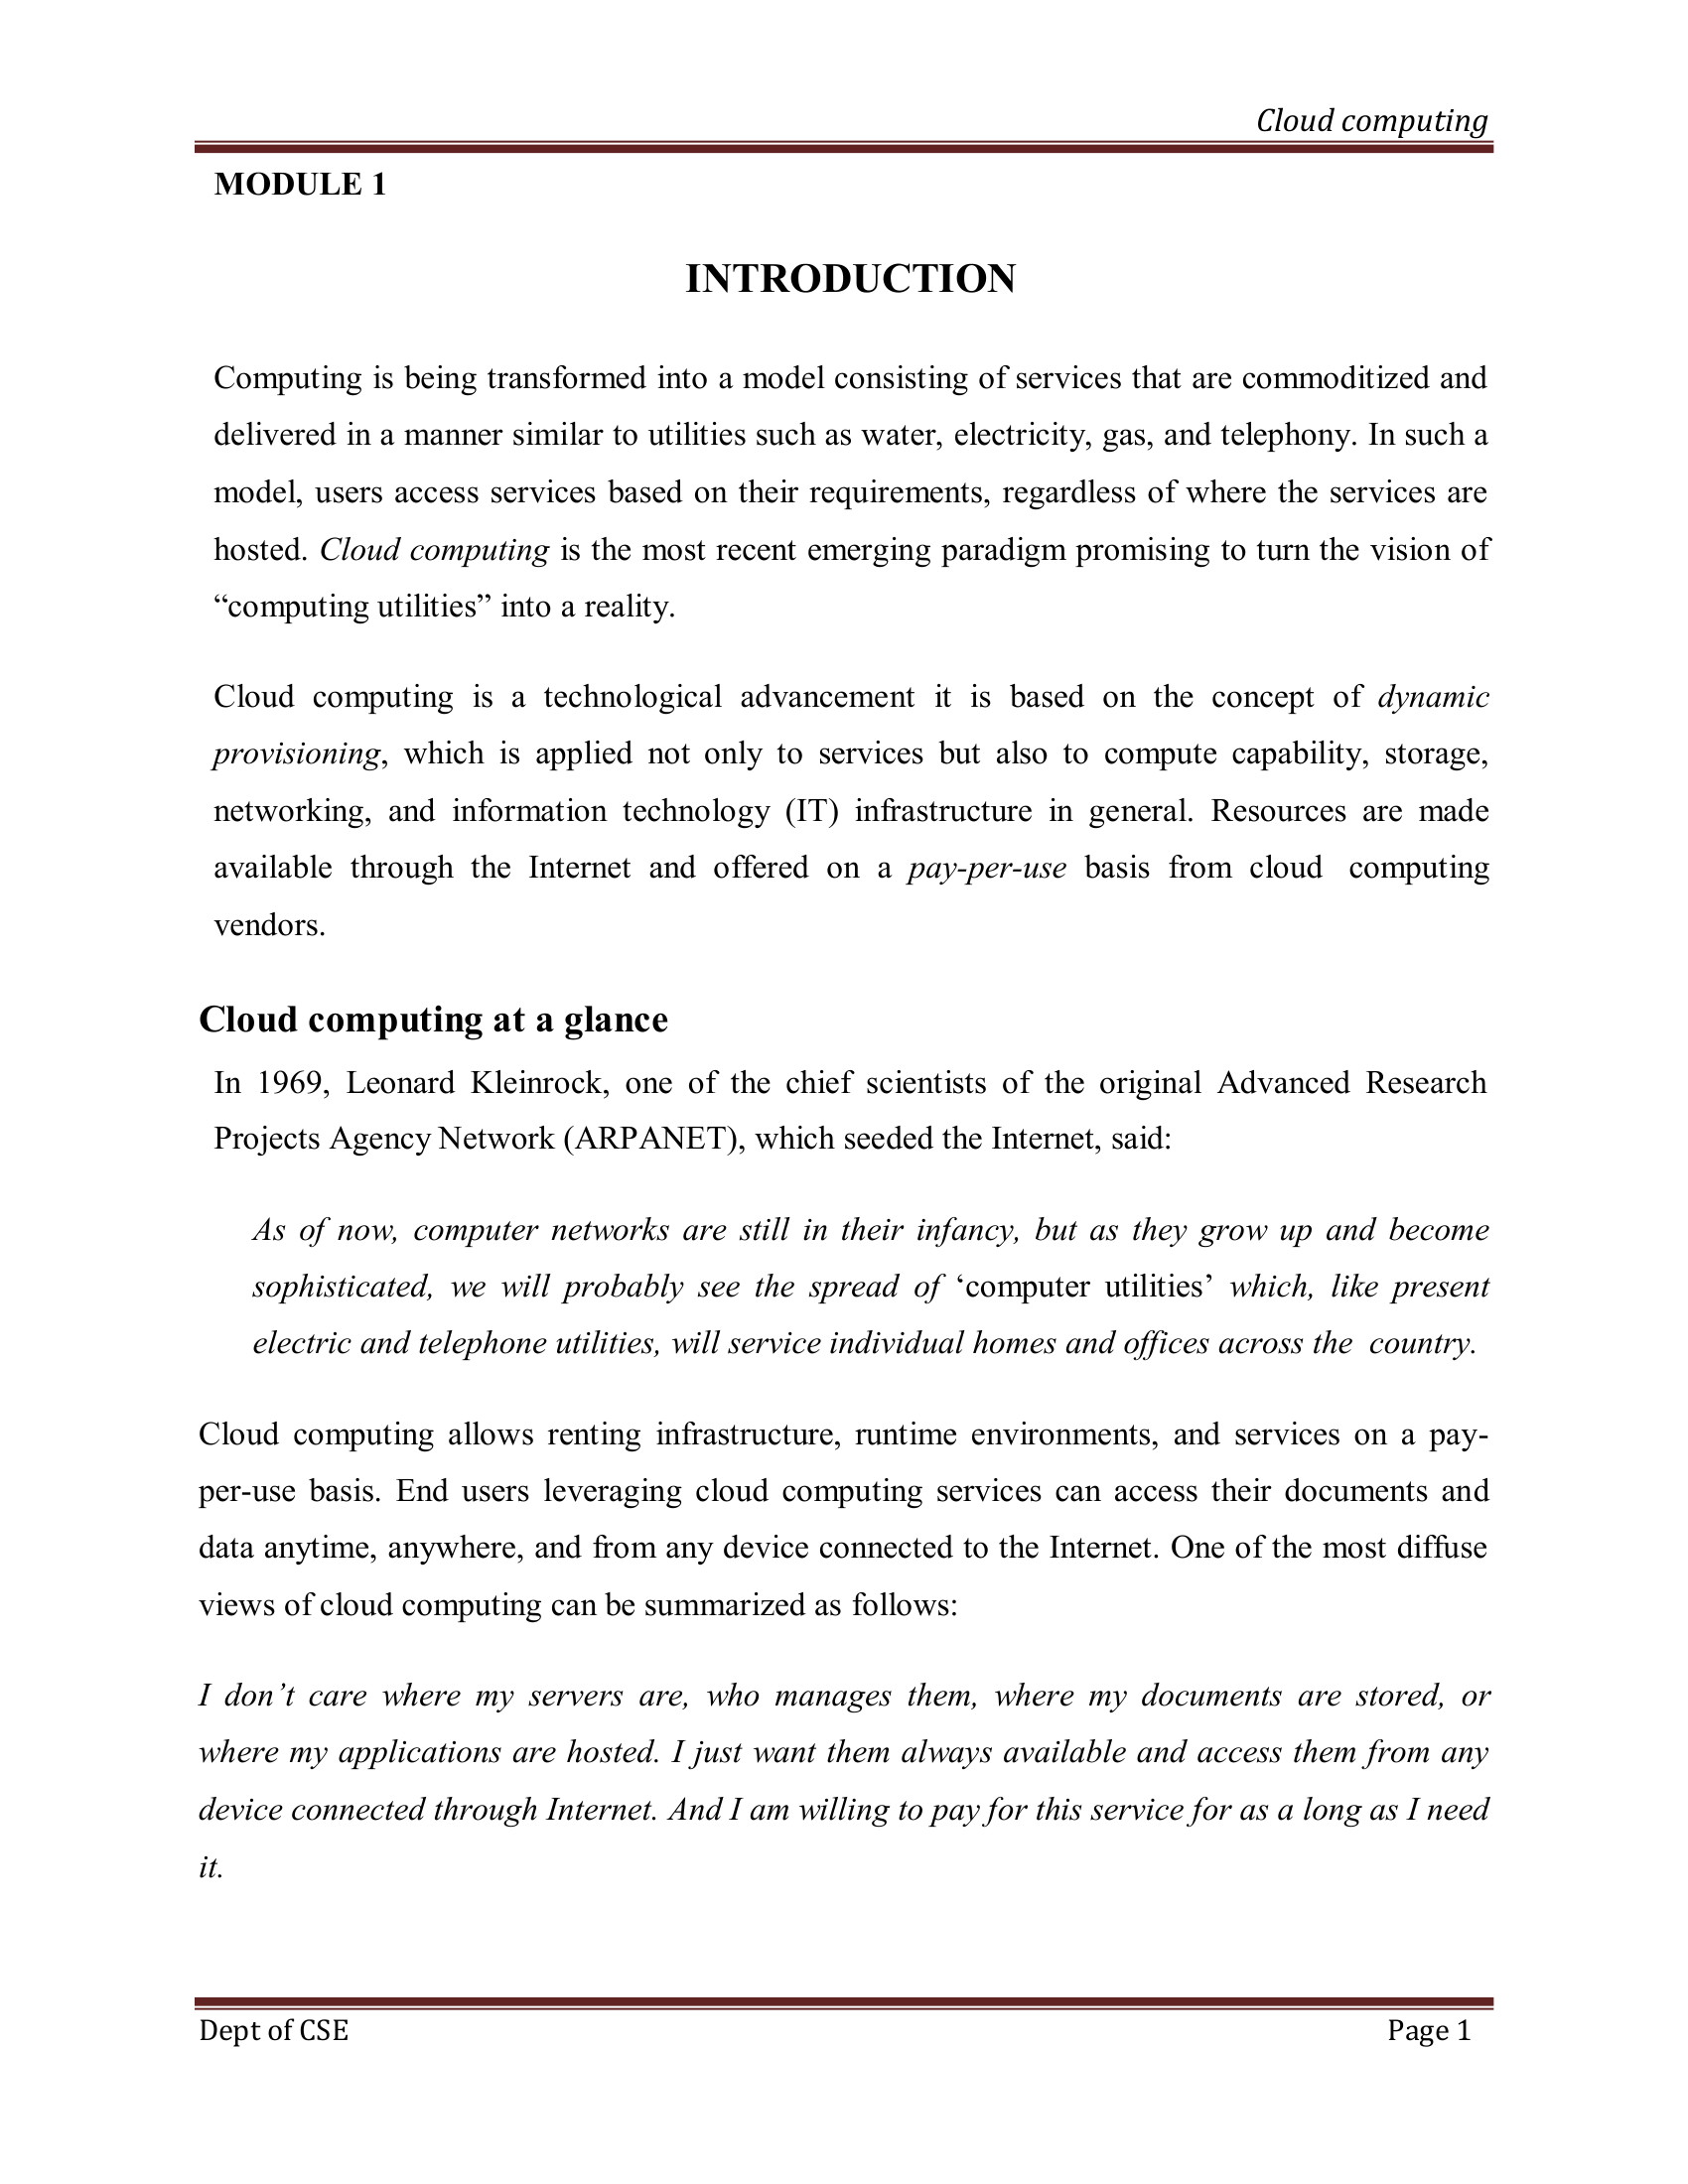 Cloud computing
MODULE 1
INTRODUCTION
Computing is being transformed into a model consisting of services that are commoditized and
delivered in a manner similar to utilities such as water, electricity, gas, and telephony. In such a
model, users access services based on their requirements, regardless of where the services are
hosted. Cloud computing is the most recent emerging paradigm promising to turn the vision of
“computing utilities” into a reality.
Cloud computing is a technological advancement it is based on the concept of dynamic
provisioning, which is applied not only to services but also to compute capability, storage,
networking, and information technology (IT) infrastructure in general. Resources are made
available through the Internet and offered on a pay-per-use basis from cloud computing
vendors.
Cloud computing at a glance
In 1969, Leonard Kleinrock, one of the chief scientists of the original Advanced Research
Projects Agency Network (ARPANET), which seeded the Internet, said:
As of now, computer networks are still in their infancy, but as they grow up and become
sophisticated, we will probably see the spread of ‘computer utilities’ which, like present
electric and telephone utilities, will service individual homes and offices across the country.
Cloud computing allows renting infrastructure, runtime environments, and services on a pay-
per-use basis. End users leveraging cloud computing services can access their documents and
data anytime, anywhere, and from any device connected to the Internet. One of the most diffuse
views of cloud computing can be summarized as follows:
I don’t care where my servers are, who manages them, where my documents are stored, or
where my applications are hosted. I just want them always available and access them from any
device connected through Internet. And I am willing to pay for this service for as a long as I need
it.
Dept of CSE Page 1